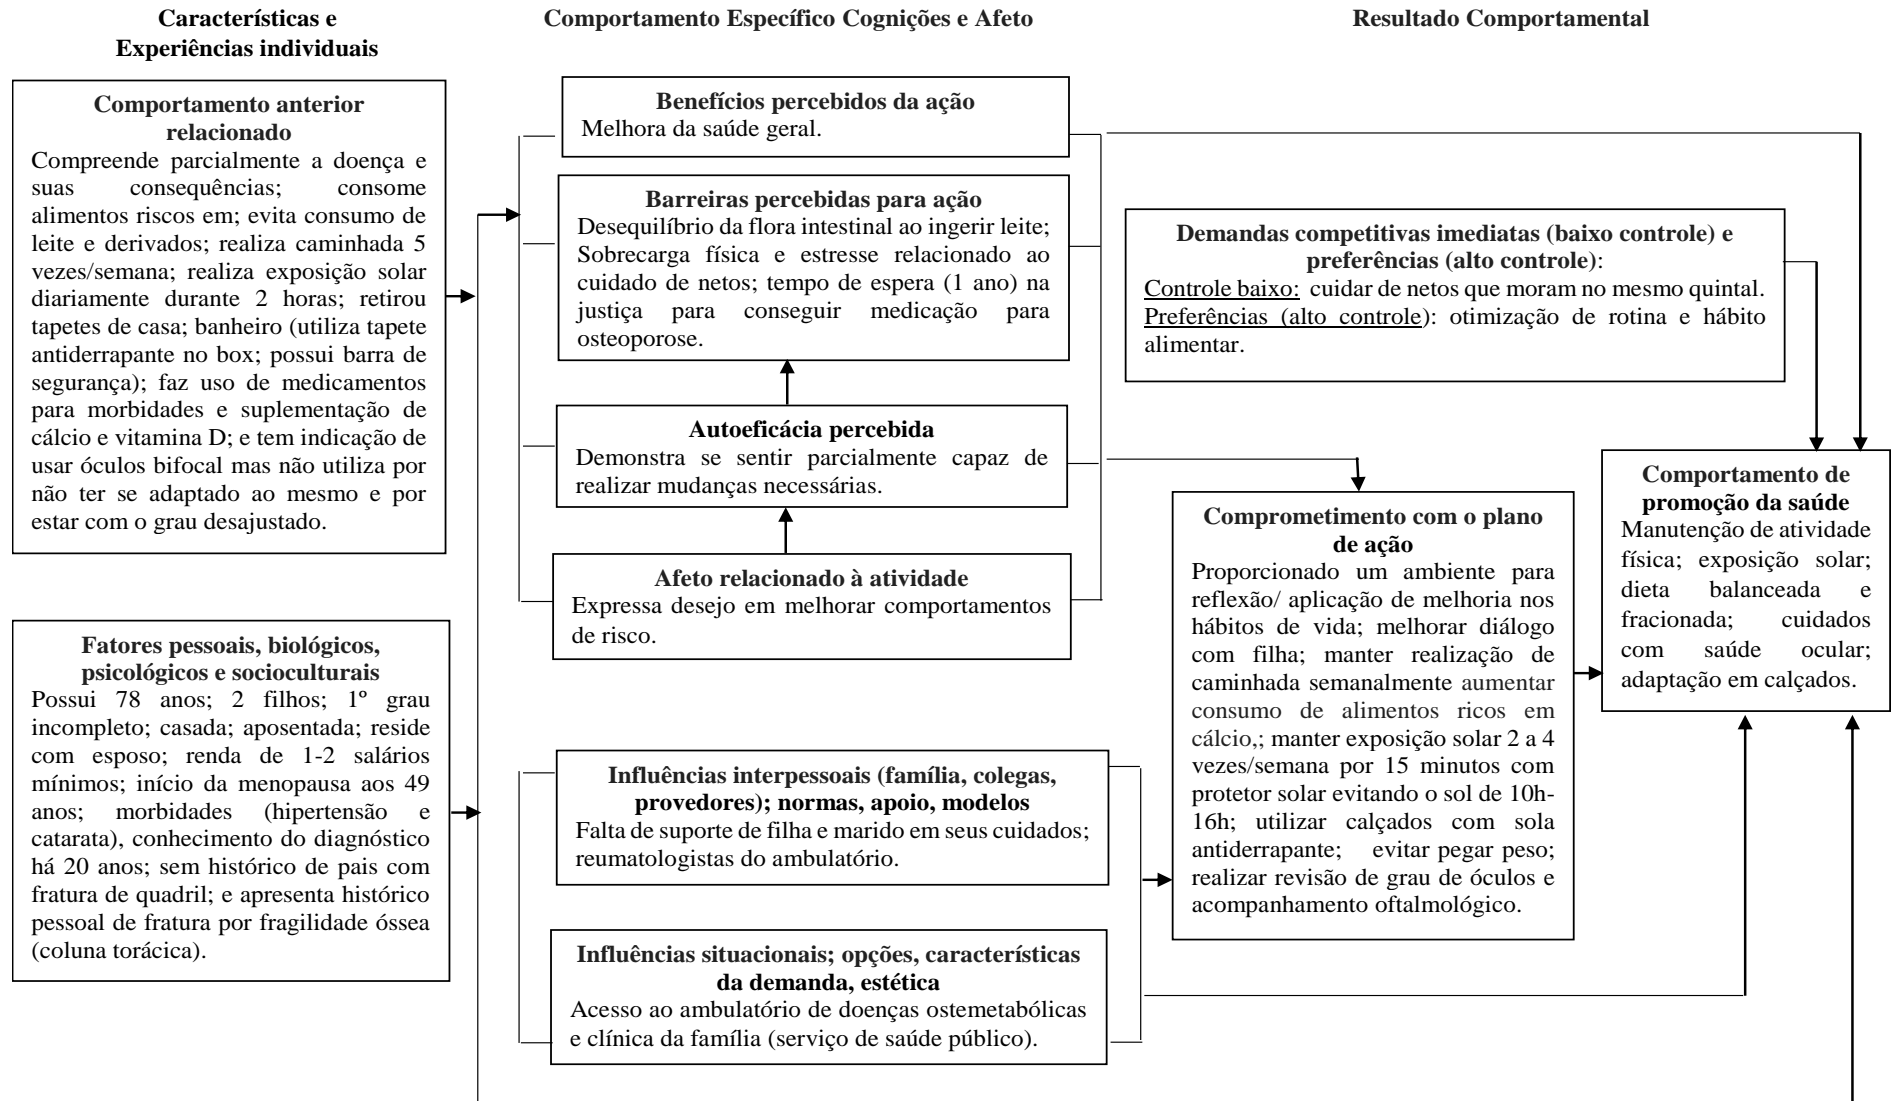 Características e
Experiências individuais
Comportamento Específico Cognições e Afeto
Resultado Comportamental
Comportamento anterior
relacionado
Compreende parcialmente a doença e
suas consequências; consome
alimentos riscos em; evita consumo de
leite e derivados; realiza caminhada 5
vezes/semana; realiza exposição solar
diariamente durante 2 horas; retirou
tapetes de casa; banheiro (utiliza tapete
antiderrapante no box; possui barra de
segurança); faz uso de medicamentos
para morbidades e suplementação de
cálcio e vitamina D; e tem indicação de
usar óculos bifocal mas não utiliza por
não ter se adaptado ao mesmo e por
estar com o grau desajustado.
Fatores pessoais, biológicos,
psicológicos e socioculturais
Possui 78 anos; 2 filhos; 1º grau
incompleto; casada; aposentada; reside
com esposo; renda de 1-2 salários
mínimos; início da menopausa aos 49
anos; morbidades (hipertensão e
catarata), conhecimento do diagnóstico
há 20 anos; sem histórico de pais com
fratura de quadril; e apresenta histórico
pessoal de fratura por fragilidade óssea
(coluna torácica).
Benefícios percebidos da ação
Melhora da saúde geral.
Barreiras percebidas para ação
Desequilíbrio da flora intestinal ao ingerir leite;
Sobrecarga física e estresse relacionado ao
cuidado de netos; tempo de espera (1 ano) na
justiça para conseguir medicação para
osteoporose.
Autoeficácia percebida
Demonstra se sentir parcialmente capaz de
realizar mudanças necessárias.
Afeto relacionado à atividade
Expressa desejo em melhorar comportamentos
de risco.
Influências interpessoais (família, colegas,
provedores); normas, apoio, modelos
Falta de suporte de filha e marido em seus cuidados;
reumatologistas do ambulatório.
Influências situacionais; opções, características
da demanda, estética
Acesso ao ambulatório de doenças ostemetabólicas
e clínica da família (serviço de saúde público).
Demandas competitivas imediatas (baixo controle) e
preferências (alto controle):
Controle baixo: cuidar de netos que moram no mesmo quintal.
Preferências (alto controle): otimização de rotina e hábito
alimentar.
Comprometimento com o plano
de ação
Proporcionado um ambiente para
reflexão/ aplicação de melhoria nos
hábitos de vida; melhorar diálogo
com filha; manter realização de
caminhada semanalmente aumentar
consumo de alimentos ricos em
cálcio,; manter exposição solar 2 a 4
vezes/semana por 15 minutos com
protetor solar evitando o sol de 10h-
16h; utilizar calçados com sola
antiderrapante; evitar pegar peso;
realizar revisão de grau de óculos e
acompanhamento oftalmológico.
Comportamento de
promoção da saúde
Manutenção de atividade
física; exposição solar;
dieta balanceada e
fracionada; cuidados
com saúde ocular;
adaptação em calçados.